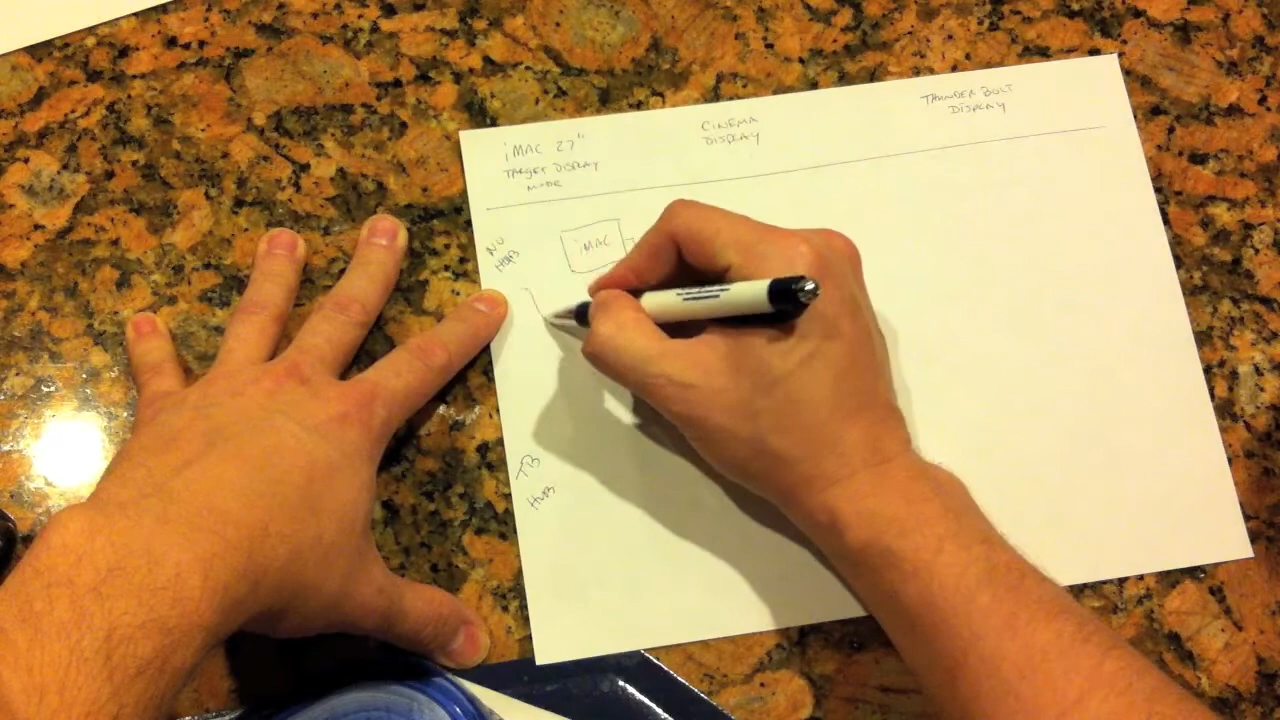 iMAC 27"
TARGET DISPLAY
MODE
CINEMA
DISPLAY
THUNDERBOLT
DISPLAY
NO
HUB
iMAC
TB
HUB